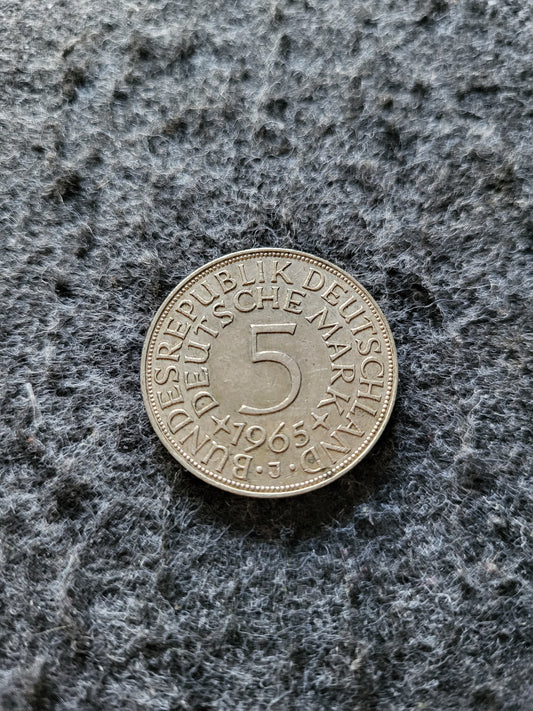 BUNDESREPUBLIK DEUTSCHLAND
DEUTSCHE MARK
5
1965
J